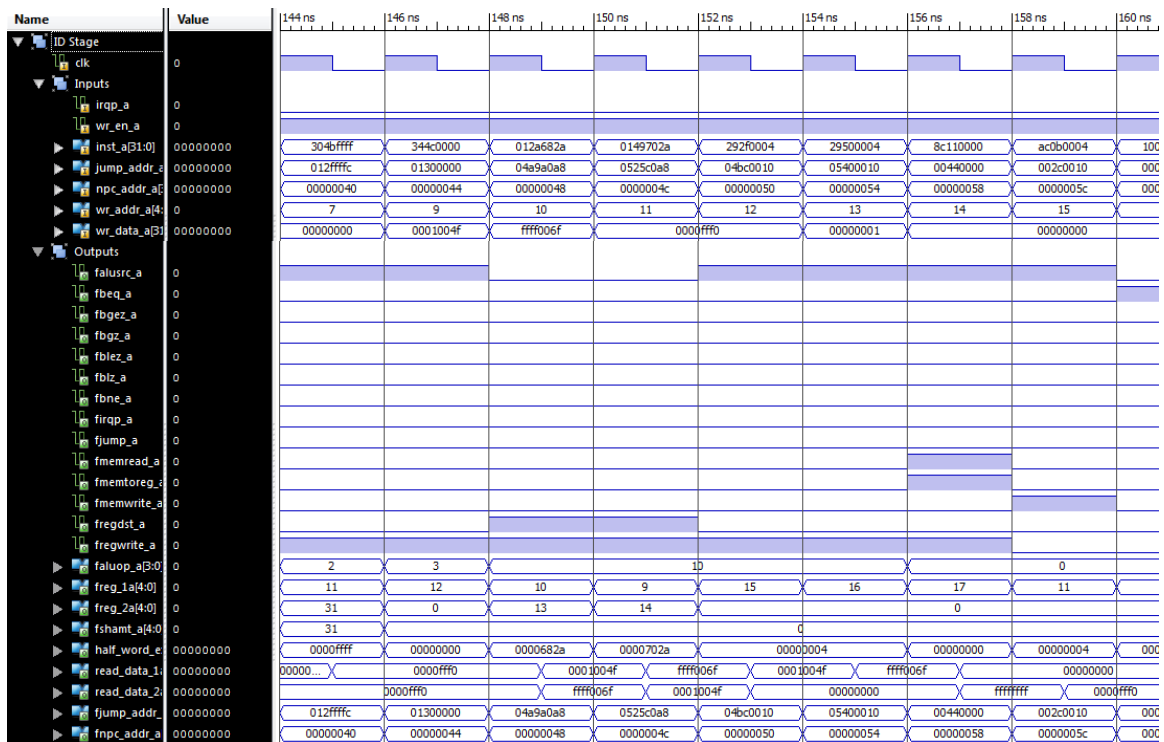 Name Value 144 ns 146 ns 148 ns 150 ns 152 ns 154 ns 156 ns 158 ns 160 ns
ID Stage
clk 0
Inputs
irqp_a 0
wr_en_a 0
inst_a[31:0] 00000000 304bffff 344c0000 012a682a 0149702a 292f0004 29500004 8c110000 ac0b0004 100
jump_addr_a 00000000 012ffffc 01300000 04a9a0a8 0525c0a8 04bc0010 05400010 00440000 002c0010 000
npc_addr_a[ 00000000 00000040 00000044 00000048 0000004c 00000050 00000054 00000058 0000005c 000
wr_addr_a[4: 0 7 9 10 11 12 13 14 15
wr_data_a[31 00000000 00000000 0001004f ffff006f 0000fff0 00000001 00000000
Outputs
falusrc_a 0
fbeq_a 0
fbgez_a 0
fbgz_a 0
fblez_a 0
fblz_a 0
fbne_a 0
firqp_a 0
fjump_a 0
fmemread_a 0
fmemtoreg_a 0
fmemwrite_a 0
fregdst_a 0
fregwrite_a 0
faluop_a[3:0] 0 2 3 10 0
freg_1a[4:0] 0 11 12 10 9 15 16 17 11
freg_2a[4:0] 0 31 0 13 14 0
fshamt_a[4:0 0 31 0
half_word_e 00000000 0000ffff 00000000 0000682a 0000702a 00000004 00000000 00000004 000
read_data_1 00000000 00000... 0000fff0 0001004f ffff006f 0001004f ffff006f 00000000
read_data_2 00000000 0000fff0 ffff006f 0001004f 00000000 ffffffff 0000fff0
fjump_addr_ 00000000 012ffffc 01300000 04a9a0a8 0525c0a8 04bc0010 05400010 00440000 002c0010 000
fnpc_addr_a 00000000 00000040 00000044 00000048 0000004c 00000050 00000054 00000058 0000005c 000